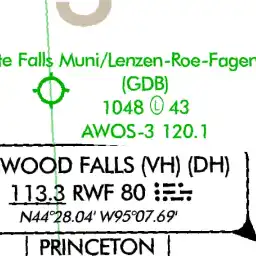 te Falls Muni/Lenzen-Roe-Fagen
(GDB)
1048 Ⓛ 43
AWOS-3 120.1
WOOD FALLS (VH) (DH)
113.3 RWF 80
N44°28.04' W95°07.69'
PRINCETON